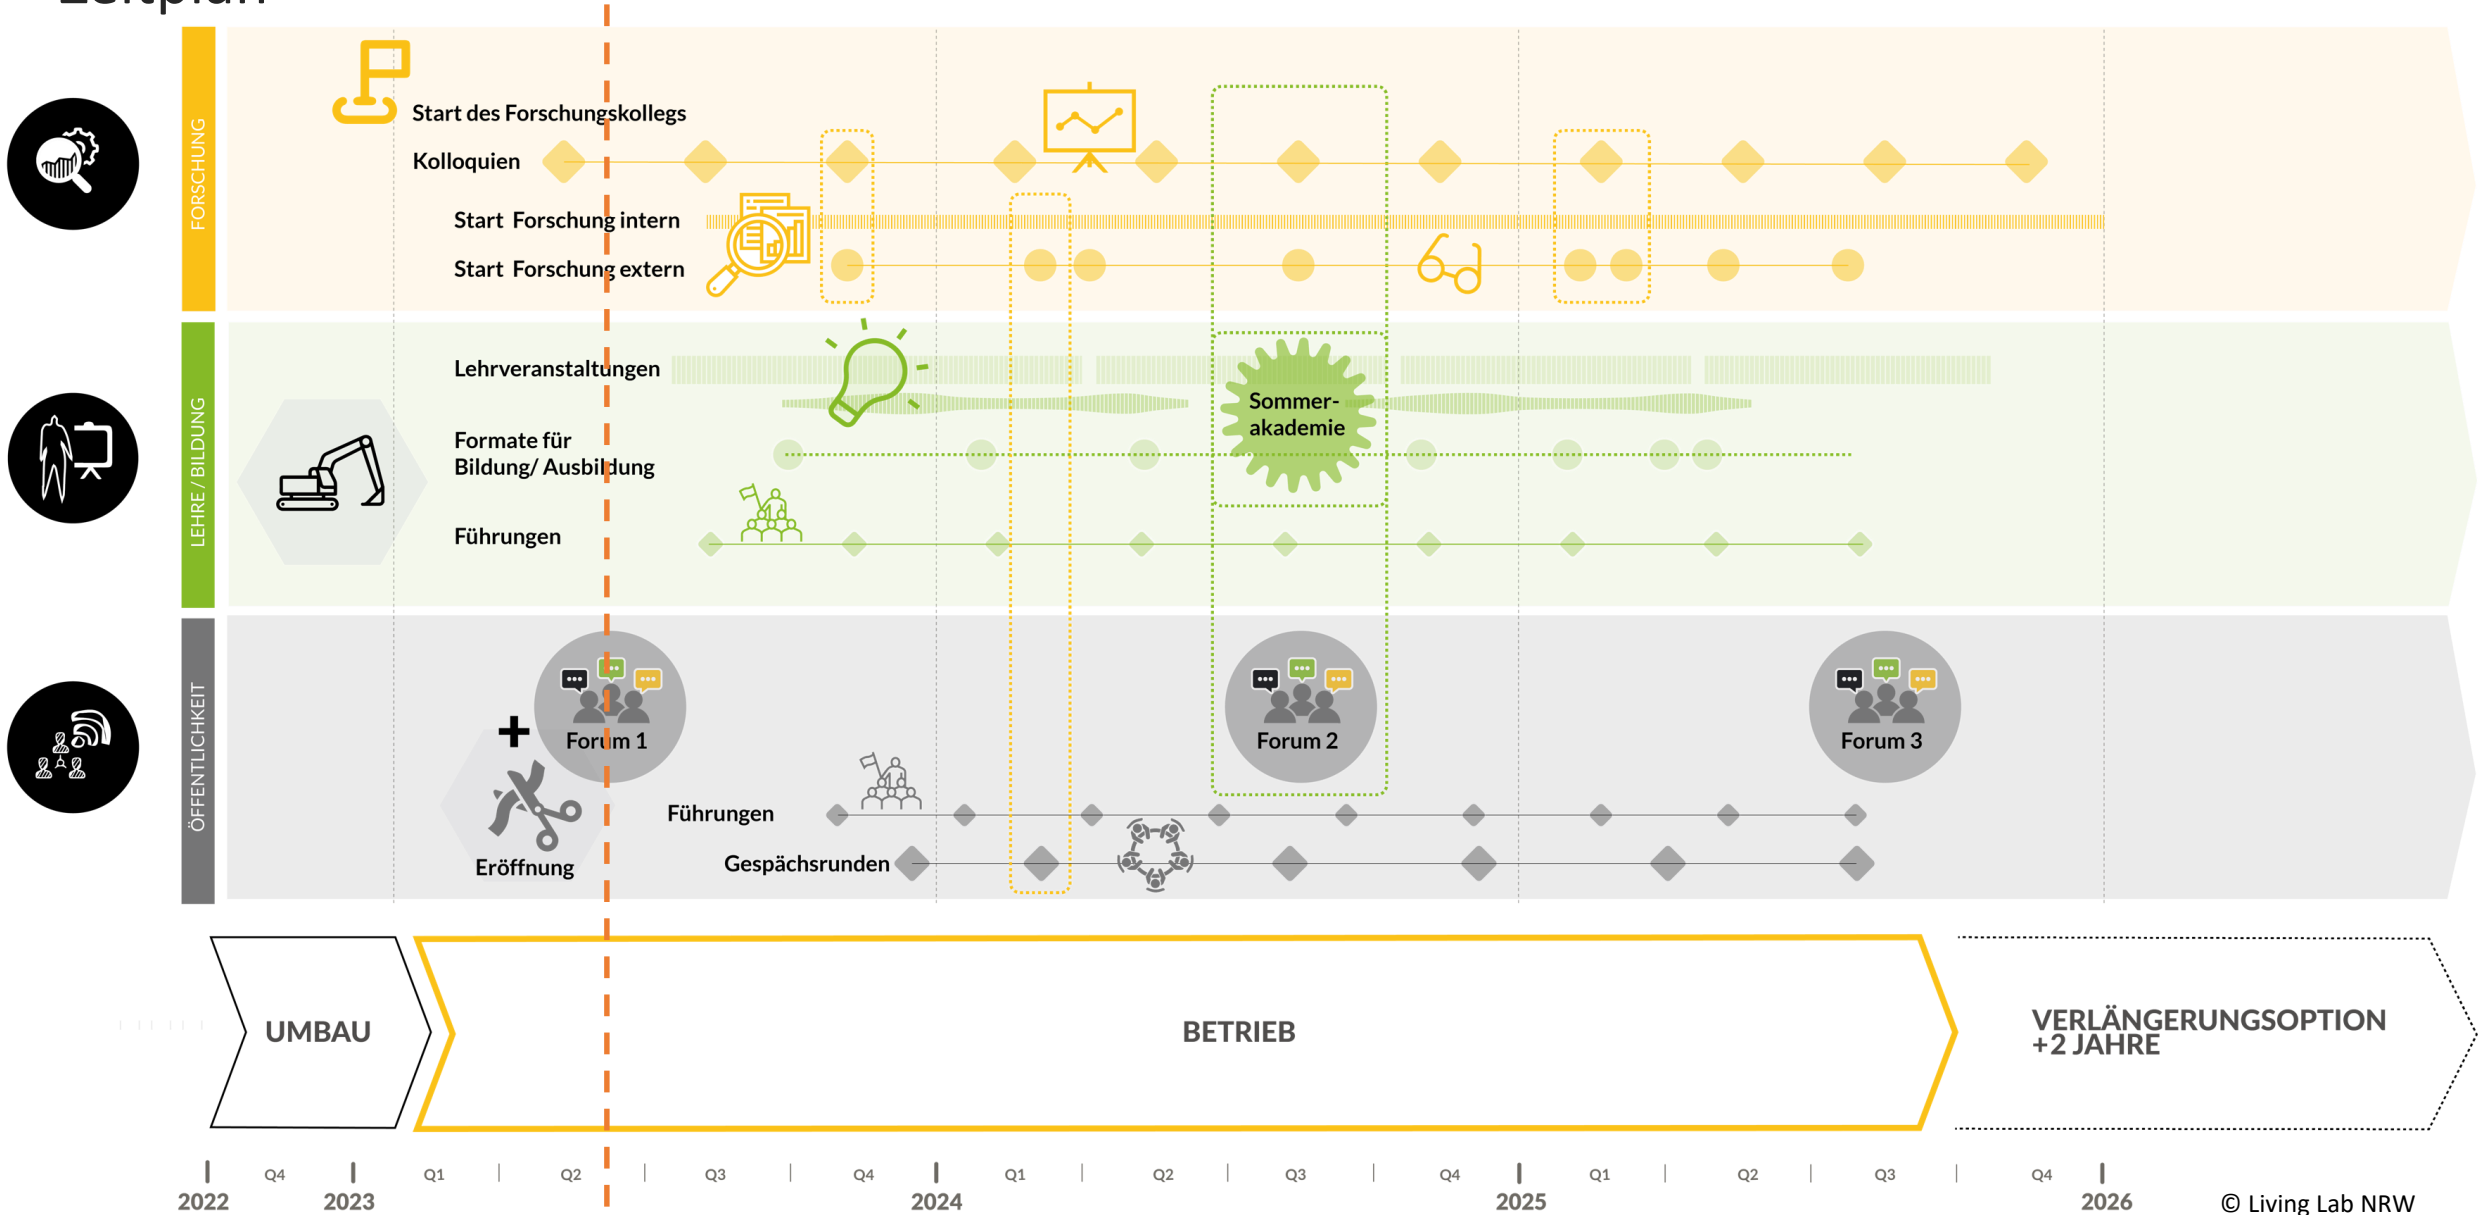 Zeitplan
FORSCHUNG
Start des Forschungskollegs
Kolloquien
Start Forschung intern
Start Forschung extern
LEHRE / BILDUNG
Lehrveranstaltungen
Sommer-
akademie
Formate für
Bildung/ Ausbildung
Führungen
ÖFFENTLICHKEIT
Forum 1
Forum 2
Forum 3
Eröffnung
Führungen
Gespächsrunden
UMBAU
BETRIEB
VERLÄNGERUNGSOPTION
+2 JAHRE
Q4 Q1 Q2 Q3 Q4 Q1 Q2 Q3 Q4 Q1 Q2 Q3 Q4
2022 2023 2024 2025 2026
© Living Lab NRW